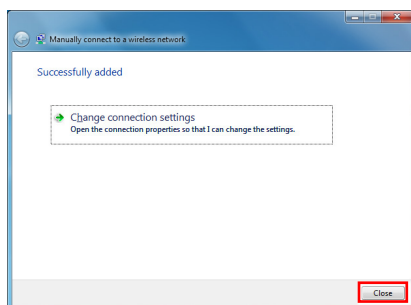 Manually connect to a wireless network
Successfully added
Change connection settings
Open the connection properties so that I can change the settings.
Close